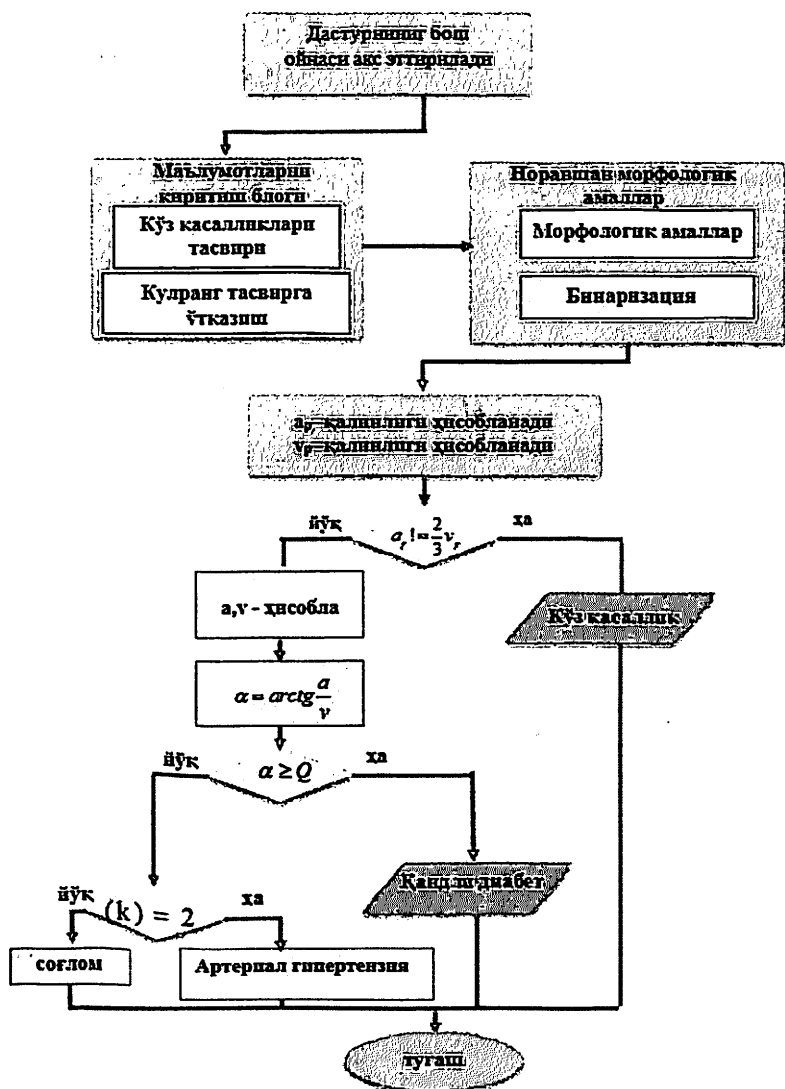 Дастурнинг бош
ойнаси акс эттирилади
Маълумотларни
киритиш блоги
Кўз касалликлари
тасвири
Кулранг тасвирга
ўтказиш
Норавшан морфологик
амаллар
Морфологик амаллар
Бинаризация
a_r=қалинлиги ҳисобланади
v_r=қалинлиги ҳисобланади
йўқ
a_r != 2/3 v_r
ҳа
a,v - ҳисобла
Кўз касаллик
α = arctg a/v
йўқ
α ≥ Q
ҳа
Қандли диабет
йўқ
(k) = 2
ҳа
соғлом
Артериал гипертензия
тугаш